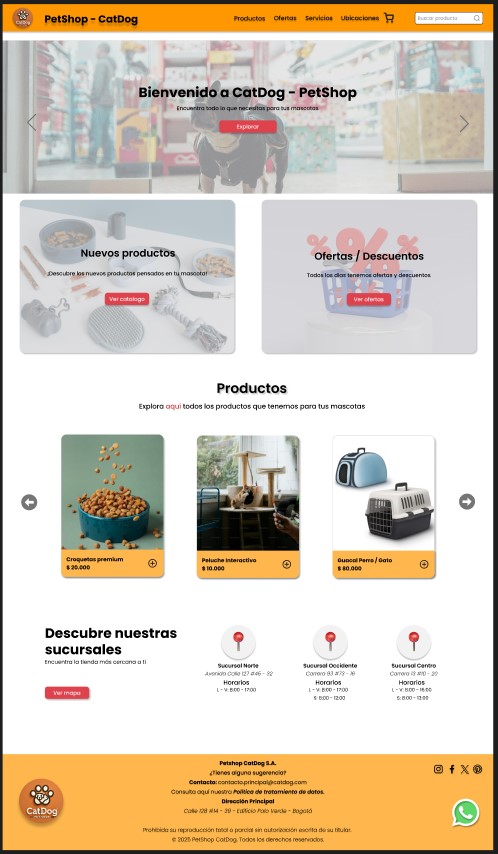 CatDog
PetShop - CatDog
Productos
Ofertas
Servicios
Ubicaciones
Buscar producto
Bienvenido a CatDog - PetShop
Encuentra todo lo que necesitas para tus mascotas
Explorar
Nuevos productos
¡Descubre los nuevos productos pensados en tu mascota!
Ver catalogo
Ofertas / Descuentos
Todos los días tenemos ofertas y descuentos
Ver ofertas
Productos
Explora aquí todos los productos que tenemos para tus mascotas
Croquetas premium
$ 20.000
Peluche Interactivo
$ 10.000
Guacal Perro / Gato
$ 80.000
Descubre nuestras
sucursales
Encuentra la tienda más cercana a ti
Ver mapa
Sucursal Norte
Avenida Calle 127 #46 - 32
Horarios
L - V: 8:00 - 17:00
Sucursal Occidente
Carrera 93 #73 - 16
Horarios
L - V: 8:00 - 17:00
S: 8:00 - 12:00
Sucursal Centro
Carrera 13 #10 - 20
Horarios
L - V: 8:00 - 16:00
S: 8:00 - 13:00
CatDog
Petshop CatDog S.A.
¿Tienes alguna sugerencia?
Contacto: contacto.principal@catdog.com
Consulta aquí nuestra Política de tratamiento de datos.
Dirección Principal
Calle 128 #14 - 39 - Edificio Palo Verde - Bogotá
Prohibida su reproducción total o parcial sin autorización escrita de su titular.
© 2025 PetShop CatDog. Todos los derechos reservados.